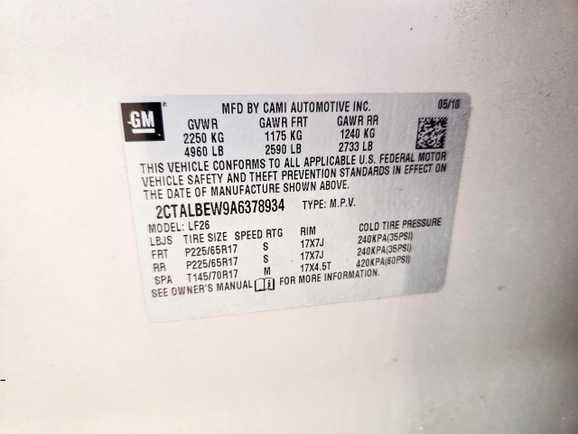 GM
MFD BY CAMI AUTOMOTIVE INC. 05/10
GVWR GAWR FRT GAWR RR
2250 KG 1175 KG 1240 KG
4960 LB 2590 LB 2733 LB
THIS VEHICLE CONFORMS TO ALL APPLICABLE U.S. FEDERAL MOTOR
VEHICLE SAFETY AND THEFT PREVENTION STANDARDS IN EFFECT ON
THE DATE OF MANUFACTURE SHOWN ABOVE.
2CTALBEW9A6378934 TYPE: M.P.V.
MODEL: LF26
LBJS TIRE SIZE SPEED RTG RIM COLD TIRE PRESSURE
FRT P225/65R17 S 17X7J 240KPA(35PSI)
RR P225/65R17 S 17X7J 240KPA(35PSI)
SPA T145/70R17 M 17X4.5T 420KPA(60PSI)
SEE OWNER'S MANUAL FOR MORE INFORMATION.